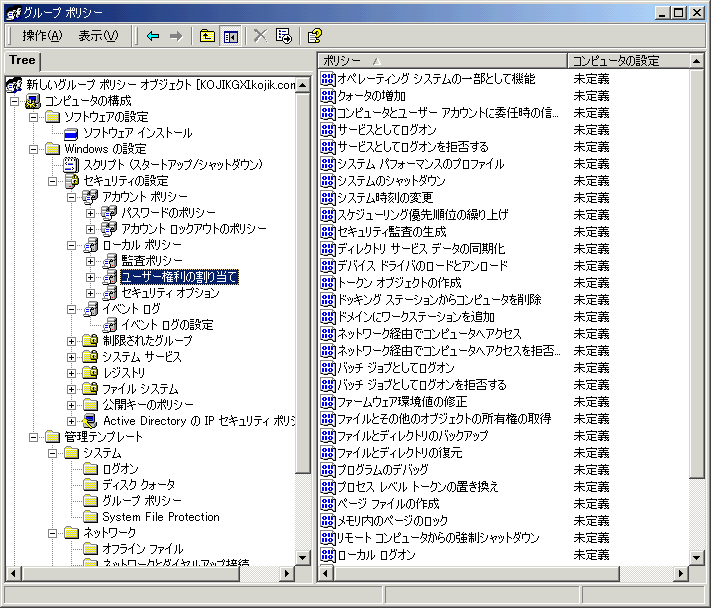 グループ ポリシー
操作(A) 表示(V)
Tree
新しいグループ ポリシー オブジェクト [KOJIKGXI.kojik.com
コンピュータの構成
ソフトウェアの設定
ソフトウェア インストール
Windows の設定
スクリプト (スタートアップ/シャットダウン)
セキュリティの設定
アカウント ポリシー
パスワードのポリシー
アカウント ロックアウトのポリシー
ローカル ポリシー
監査ポリシー
ユーザー権利の割り当て
セキュリティ オプション
イベント ログ
イベント ログの設定
制限されたグループ
システム サービス
レジストリ
ファイル システム
公開キーのポリシー
Active Directory の IP セキュリティ ポリシ
管理テンプレート
システム
ログオン
ディスク クォータ
グループ ポリシー
System File Protection
ネットワーク
オフライン ファイル
ネットワークとダイヤルアップ接続
ポリシー コンピュータの設定
オペレーティング システムの一部として機能 未定義
クォータの増加 未定義
コンピュータとユーザー アカウントに委任時の信... 未定義
サービスとしてログオン 未定義
サービスとしてログオンを拒否する 未定義
システム パフォーマンスのプロファイル 未定義
システムのシャットダウン 未定義
システム時刻の変更 未定義
スケジューリング優先順位の繰り上げ 未定義
セキュリティ監査の生成 未定義
ディレクトリ サービス データの同期化 未定義
デバイス ドライバのロードとアンロード 未定義
トークン オブジェクトの作成 未定義
ドッキング ステーションからコンピュータを削除 未定義
ドメインにワークステーションを追加 未定義
ネットワーク経由でコンピュータへアクセス 未定義
ネットワーク経由でコンピュータへアクセスを拒否... 未定義
バッチ ジョブとしてログオン 未定義
バッチ ジョブとしてログオンを拒否する 未定義
ファームウェア環境値の修正 未定義
ファイルとその他のオブジェクトの所有権の取得 未定義
ファイルとディレクトリのバックアップ 未定義
ファイルとディレクトリの復元 未定義
プログラムのデバッグ 未定義
プロセス レベル トークンの置き換え 未定義
ページ ファイルの作成 未定義
メモリ内のページのロック 未定義
リモート コンピュータからの強制シャットダウン 未定義
ローカル ログオン 未定義